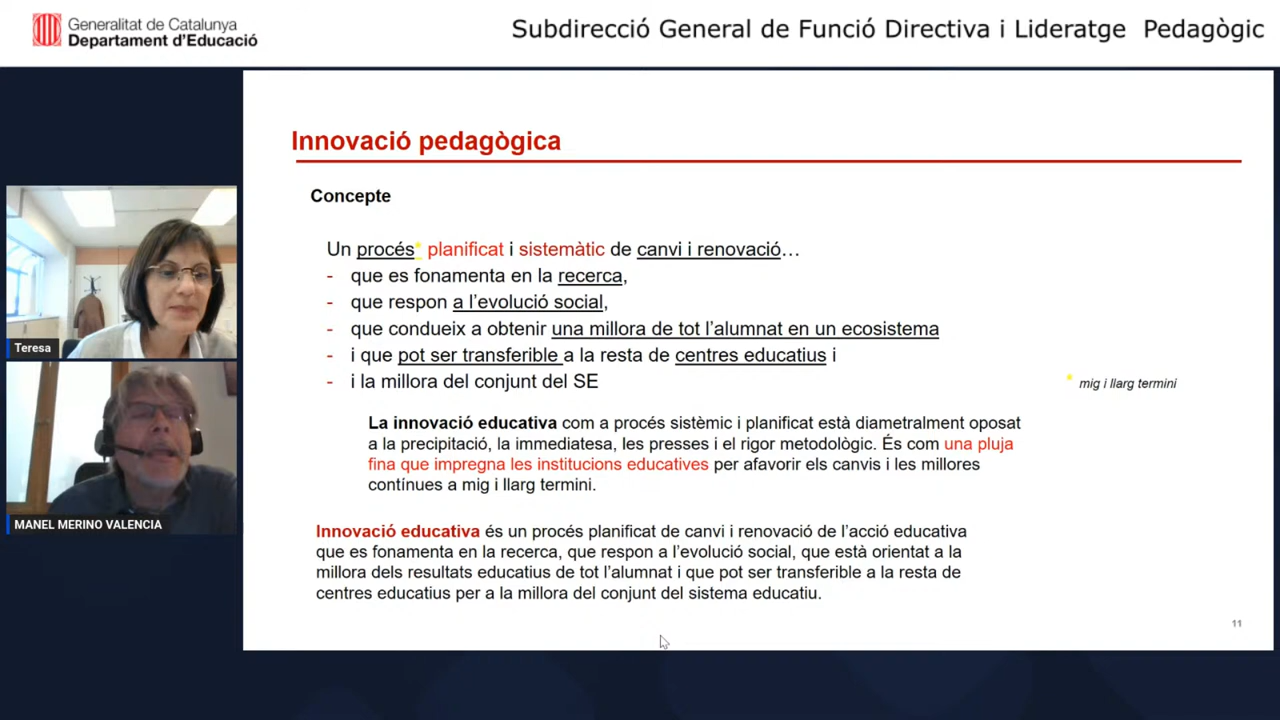 Generalitat de Catalunya
Departament d'Educació
Subdirecció General de Funció Directiva i Lideratge Pedagògic
Innovació pedagògica
Concepte
Un procés* planificat i sistemàtic de canvi i renovació…
- que es fonamenta en la recerca,
- que respon a l'evolució social,
- que condueix a obtenir una millora de tot l'alumnat en un ecosistema
- i que pot ser transferible a la resta de centres educatius i
- i la millora del conjunt del SE
* mig i llarg termini
La innovació educativa com a procés sistèmic i planificat està diametralment oposat
a la precipitació, la immediatesa, les presses i el rigor metodològic. És com una pluja
fina que impregna les institucions educatives per afavorir els canvis i les millores
contínues a mig i llarg termini.
Innovació educativa és un procés planificat de canvi i renovació de l'acció educativa
que es fonamenta en la recerca, que respon a l'evolució social, que està orientat a la
millora dels resultats educatius de tot l'alumnat i que pot ser transferible a la resta de
centres educatius per a la millora del conjunt del sistema educatiu.
11
Teresa
MANEL MERINO VALENCIA